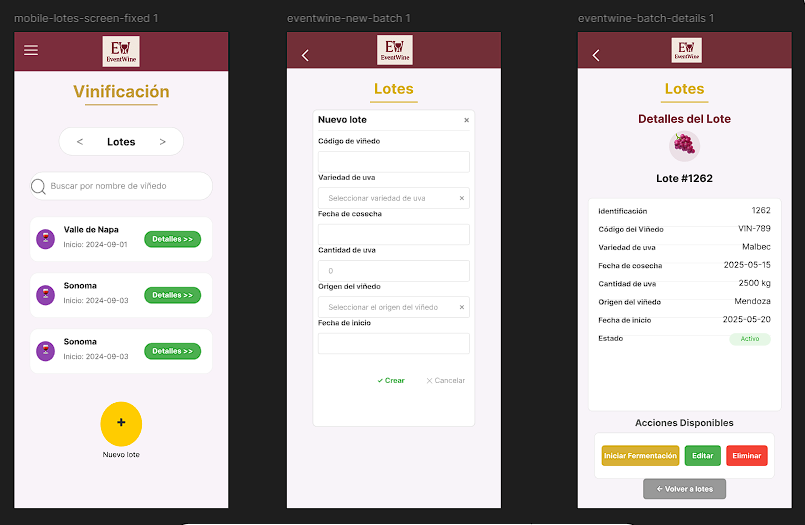 mobile-lotes-screen-fixed 1
EW
EventWine
Vinificación
< Lotes >
Buscar por nombre de viñedo
Valle de Napa
Inicio: 2024-09-01
Detalles >>
Sonoma
Inicio: 2024-09-03
Detalles >>
Sonoma
Inicio: 2024-09-03
Detalles >>
+
Nuevo lote
eventwine-new-batch 1
EW
EventWine
Lotes
Nuevo lote ×
Código de viñedo
Variedad de uva
Seleccionar variedad de uva ×
Fecha de cosecha
Cantidad de uva
0
Origen del viñedo
Seleccionar el origen del viñedo ×
Fecha de inicio
✓ Crear × Cancelar
eventwine-batch-details 1
EW
EventWine
Lotes
Detalles del Lote
Lote #1262
Identificación 1262
Código del Viñedo VIN-789
Variedad de uva Malbec
Fecha de cosecha 2025-05-15
Cantidad de uva 2500 kg
Origen del viñedo Mendoza
Fecha de inicio 2025-05-20
Estado Activo
Acciones Disponibles
Iniciar Fermentación Editar Eliminar
← Volver a lotes